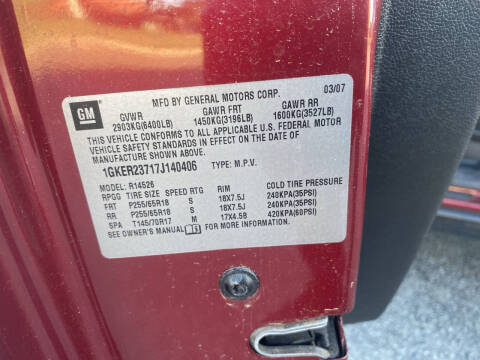 GM
MFD BY GENERAL MOTORS CORP. 03/07
GVWR GAWR FRT GAWR RR
2903KG(6400LB) 1450KG(3196LB) 1600KG(3527LB)
THIS VEHICLE CONFORMS TO ALL APPLICABLE U.S. FEDERAL MOTOR
VEHICLE SAFETY STANDARDS IN EFFECT ON THE DATE OF
MANUFACTURE SHOWN ABOVE.
1GKER23717J140406 TYPE: M.P.V.
MODEL: R14526
RPGG TIRE SIZE SPEED RTG RIM COLD TIRE PRESSURE
FRT P255/65R18 S 18X7.5J 240KPA(35PSI)
RR P255/65R18 S 18X7.5J 240KPA(35PSI)
SPA T145/70R17 M 17X4.5B 420KPA(60PSI)
SEE OWNER'S MANUAL FOR MORE INFORMATION.